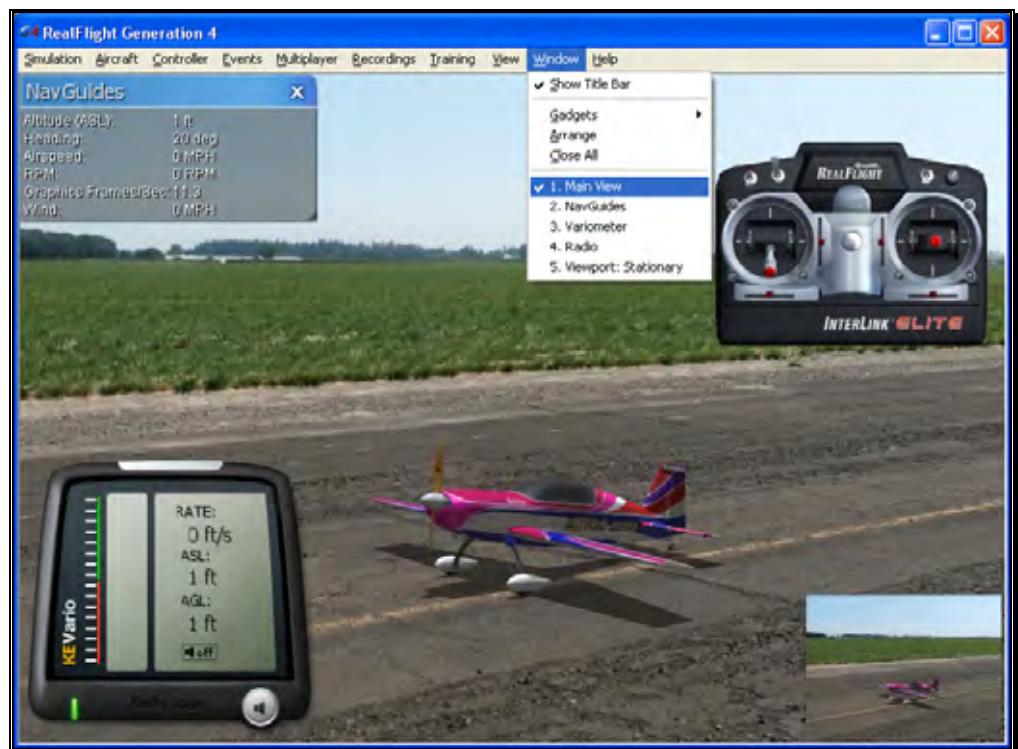 RealFlight Generation 4
Simulation Aircraft Controller Events Multiplayer Recordings Training View Window Help
NavGuides X
Altitude (ASL): 1 ft
Heading: 20 deg
Airspeed: 0 MPH
RPM: 0 RPM
Graphics Frames/Sec: 11.3
Wind: 0 MPH
Show Title Bar
Gadgets
Arrange
Close All
1. Main View
2. NavGuides
3. Variometer
4. Radio
5. Viewport: Stationary
REALFLIGHT
INTERLINK ELITE
RATE:
0 ft/s
ASL:
1 ft
AGL:
1 ft
off
KEVario